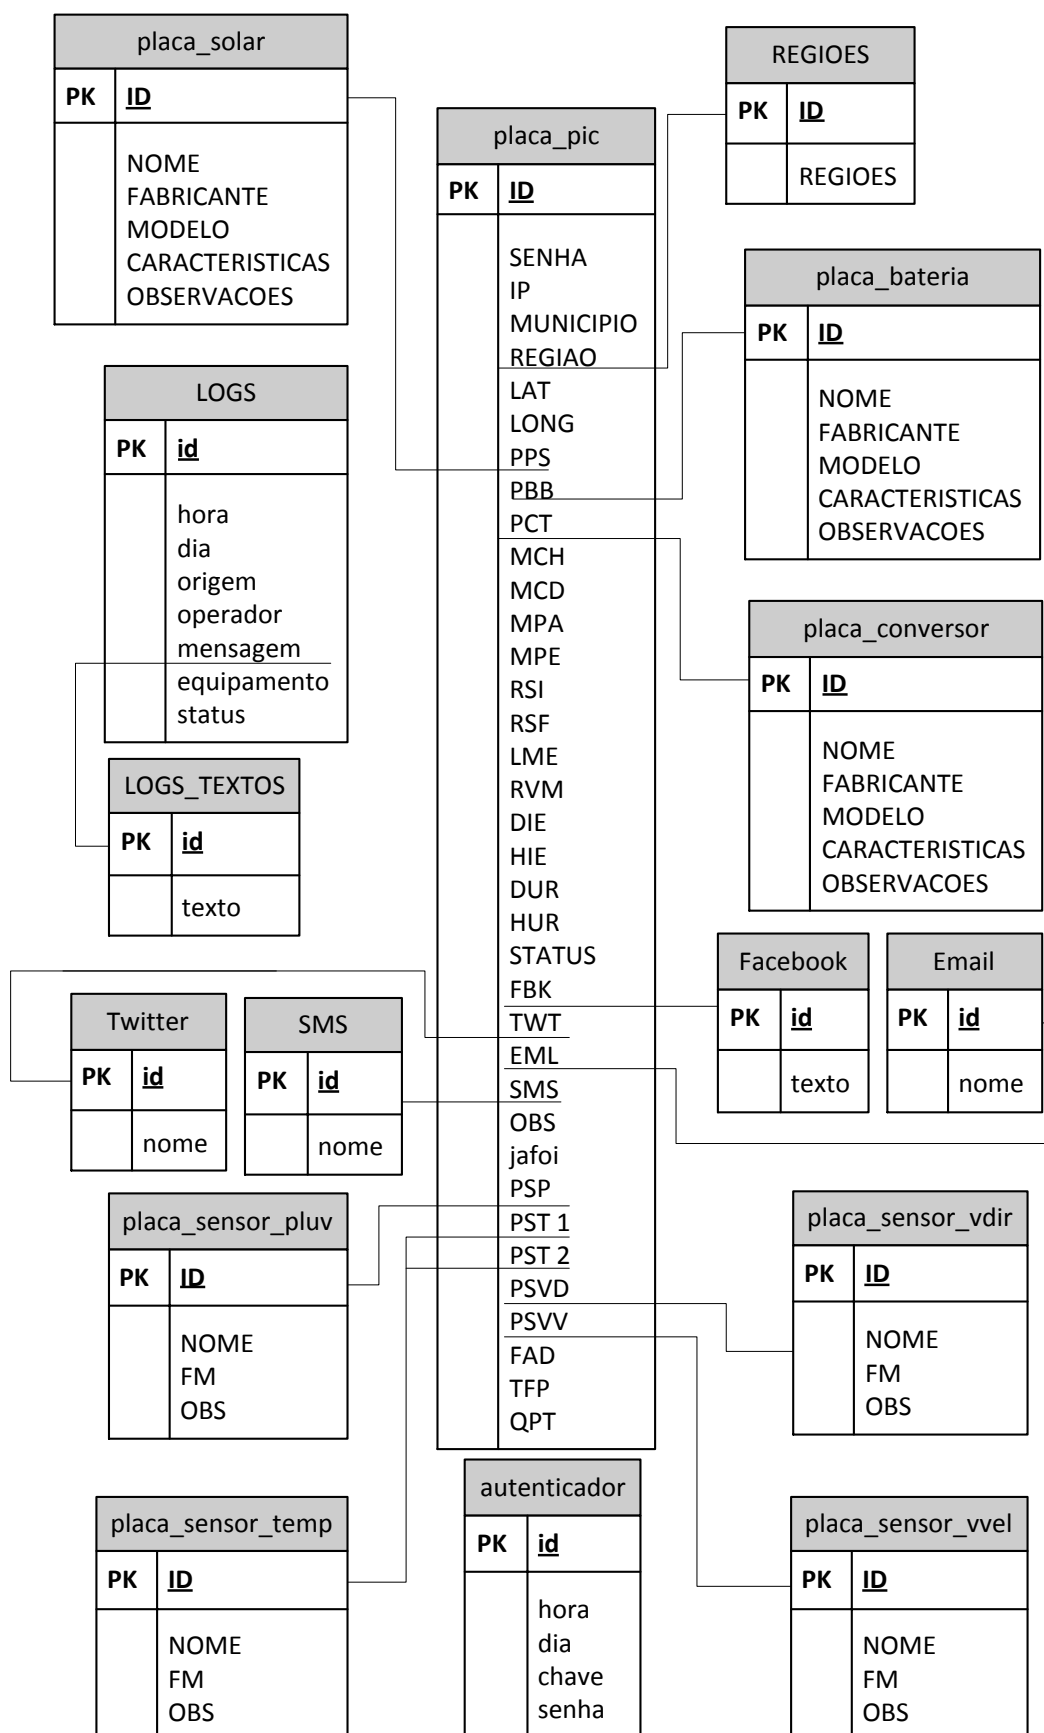 placa_solar
PK ID
NOME
FABRICANTE
MODELO
CARACTERISTICAS
OBSERVACOES
REGIOES
PK ID
REGIOES
placa_pic
PK ID
SENHA
IP
MUNICIPIO
REGIAO
LAT
LONG
PPS
PBB
PCT
MCH
MCD
MPA
MPE
RSI
RSF
LME
RVM
DIE
HIE
DUR
HUR
STATUS
FBK
TWT
EML
SMS
OBS
jafoi
PSP
PST 1
PST 2
PSVD
PSVV
FAD
TFP
QPT
placa_bateria
PK ID
NOME
FABRICANTE
MODELO
CARACTERISTICAS
OBSERVACOES
LOGS
PK id
hora
dia
origem
operador
mensagem
equipamento
status
placa_conversor
PK ID
NOME
FABRICANTE
MODELO
CARACTERISTICAS
OBSERVACOES
LOGS_TEXTOS
PK id
texto
Facebook
PK id
texto
Email
PK id
nome
Twitter
PK id
nome
SMS
PK id
nome
placa_sensor_pluv
PK ID
NOME
FM
OBS
placa_sensor_vdir
PK ID
NOME
FM
OBS
placa_sensor_temp
PK ID
NOME
FM
OBS
autenticador
PK id
hora
dia
chave
senha
placa_sensor_vvel
PK ID
NOME
FM
OBS